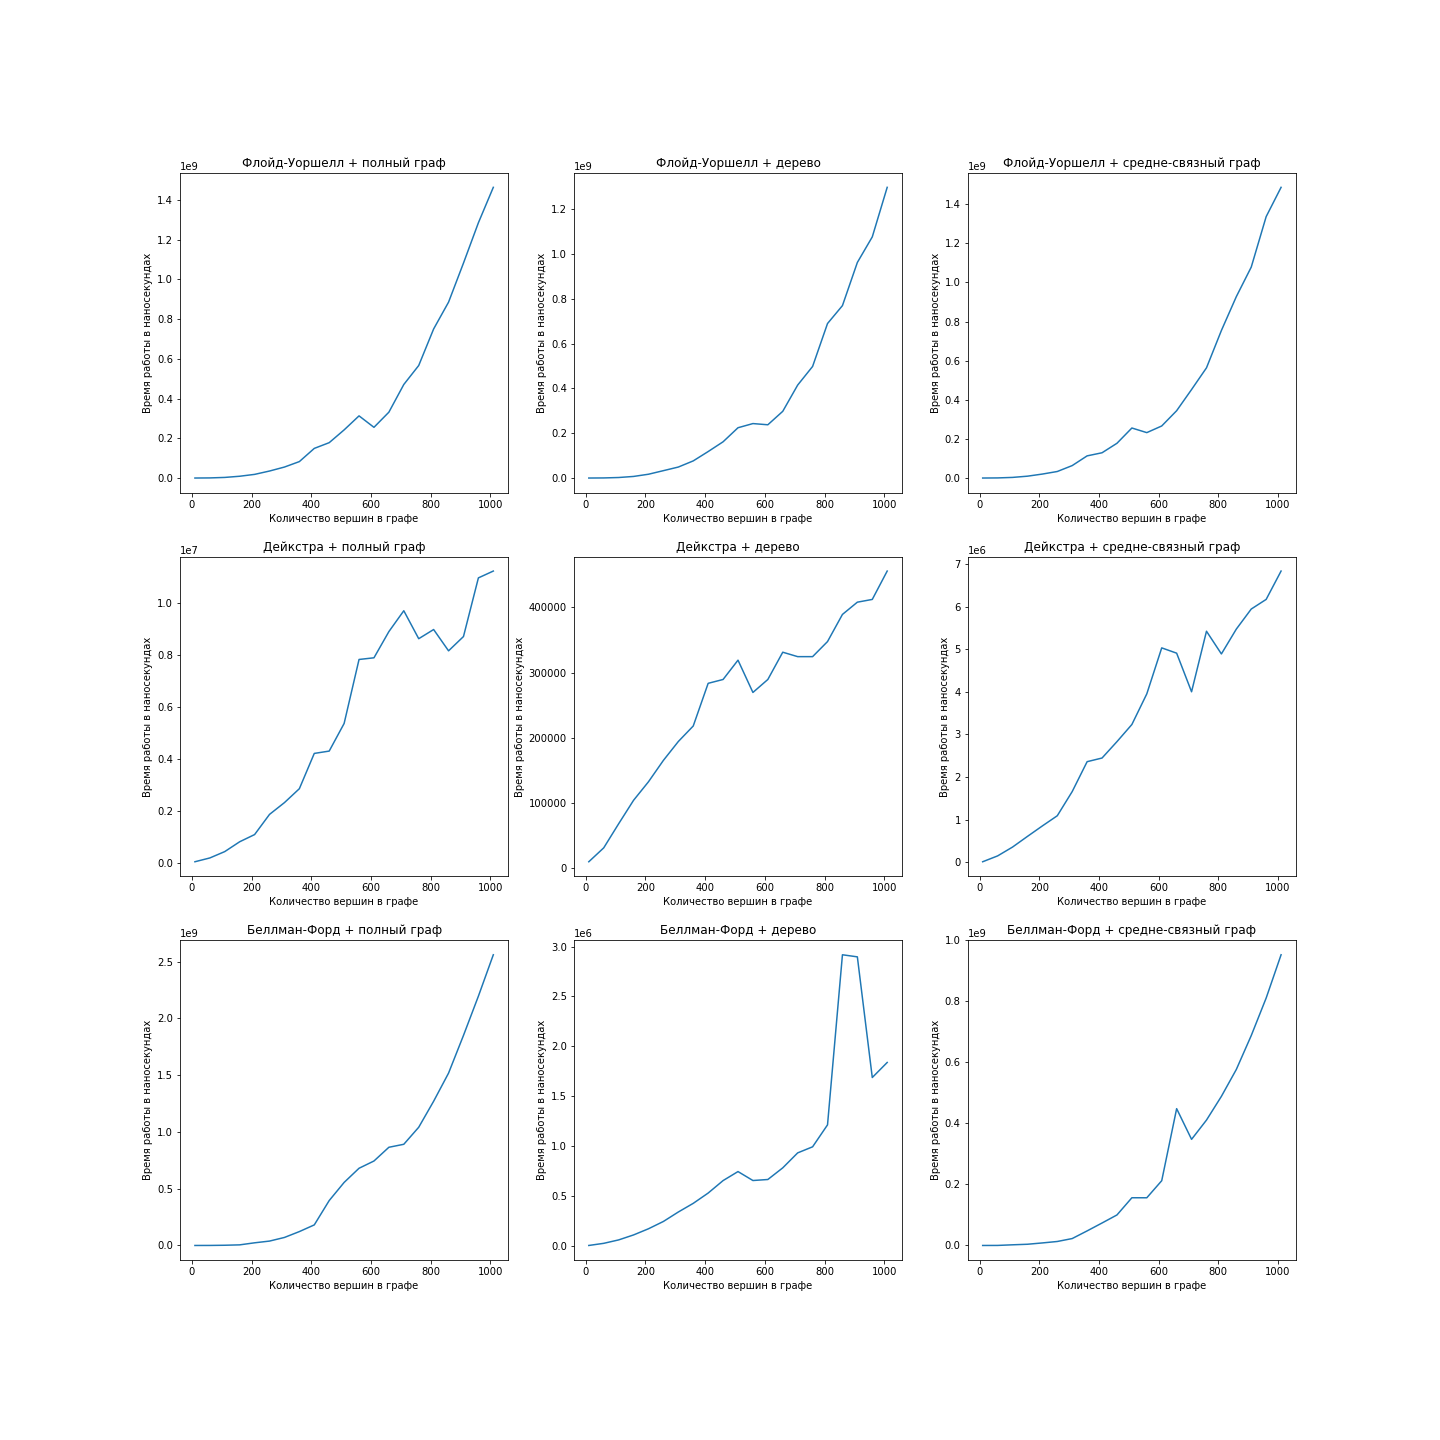 Флойд-Уоршелл + полный граф
1e9
1.4
1.2
1.0
0.8
0.6
0.4
0.2
0.0
Время работы в наносекундах
0 200 400 600 800 1000
Количество вершин в графе
Флойд-Уоршелл + дерево
1e9
1.2
1.0
0.8
0.6
0.4
0.2
0.0
Время работы в наносекундах
0 200 400 600 800 1000
Количество вершин в графе
Флойд-Уоршелл + средне-связный граф
1e9
1.4
1.2
1.0
0.8
0.6
0.4
0.2
0.0
Время работы в наносекундах
0 200 400 600 800 1000
Количество вершин в графе
Дейкстра + полный граф
1e7
1.0
0.8
0.6
0.4
0.2
0.0
Время работы в наносекундах
0 200 400 600 800 1000
Количество вершин в графе
Дейкстра + дерево
400000
300000
200000
100000
0
Время работы в наносекундах
0 200 400 600 800 1000
Количество вершин в графе
Дейкстра + средне-связный граф
1e6
7
6
5
4
3
2
1
0
Время работы в наносекундах
0 200 400 600 800 1000
Количество вершин в графе
Беллман-Форд + полный граф
1e9
2.5
2.0
1.5
1.0
0.5
0.0
Время работы в наносекундах
0 200 400 600 800 1000
Количество вершин в графе
Беллман-Форд + дерево
1e6
3.0
2.5
2.0
1.5
1.0
0.5
0.0
Время работы в наносекундах
0 200 400 600 800 1000
Количество вершин в графе
Беллман-Форд + средне-связный граф
1e9
1.0
0.8
0.6
0.4
0.2
0.0
Время работы в наносекундах
0 200 400 600 800 1000
Количество вершин в графе